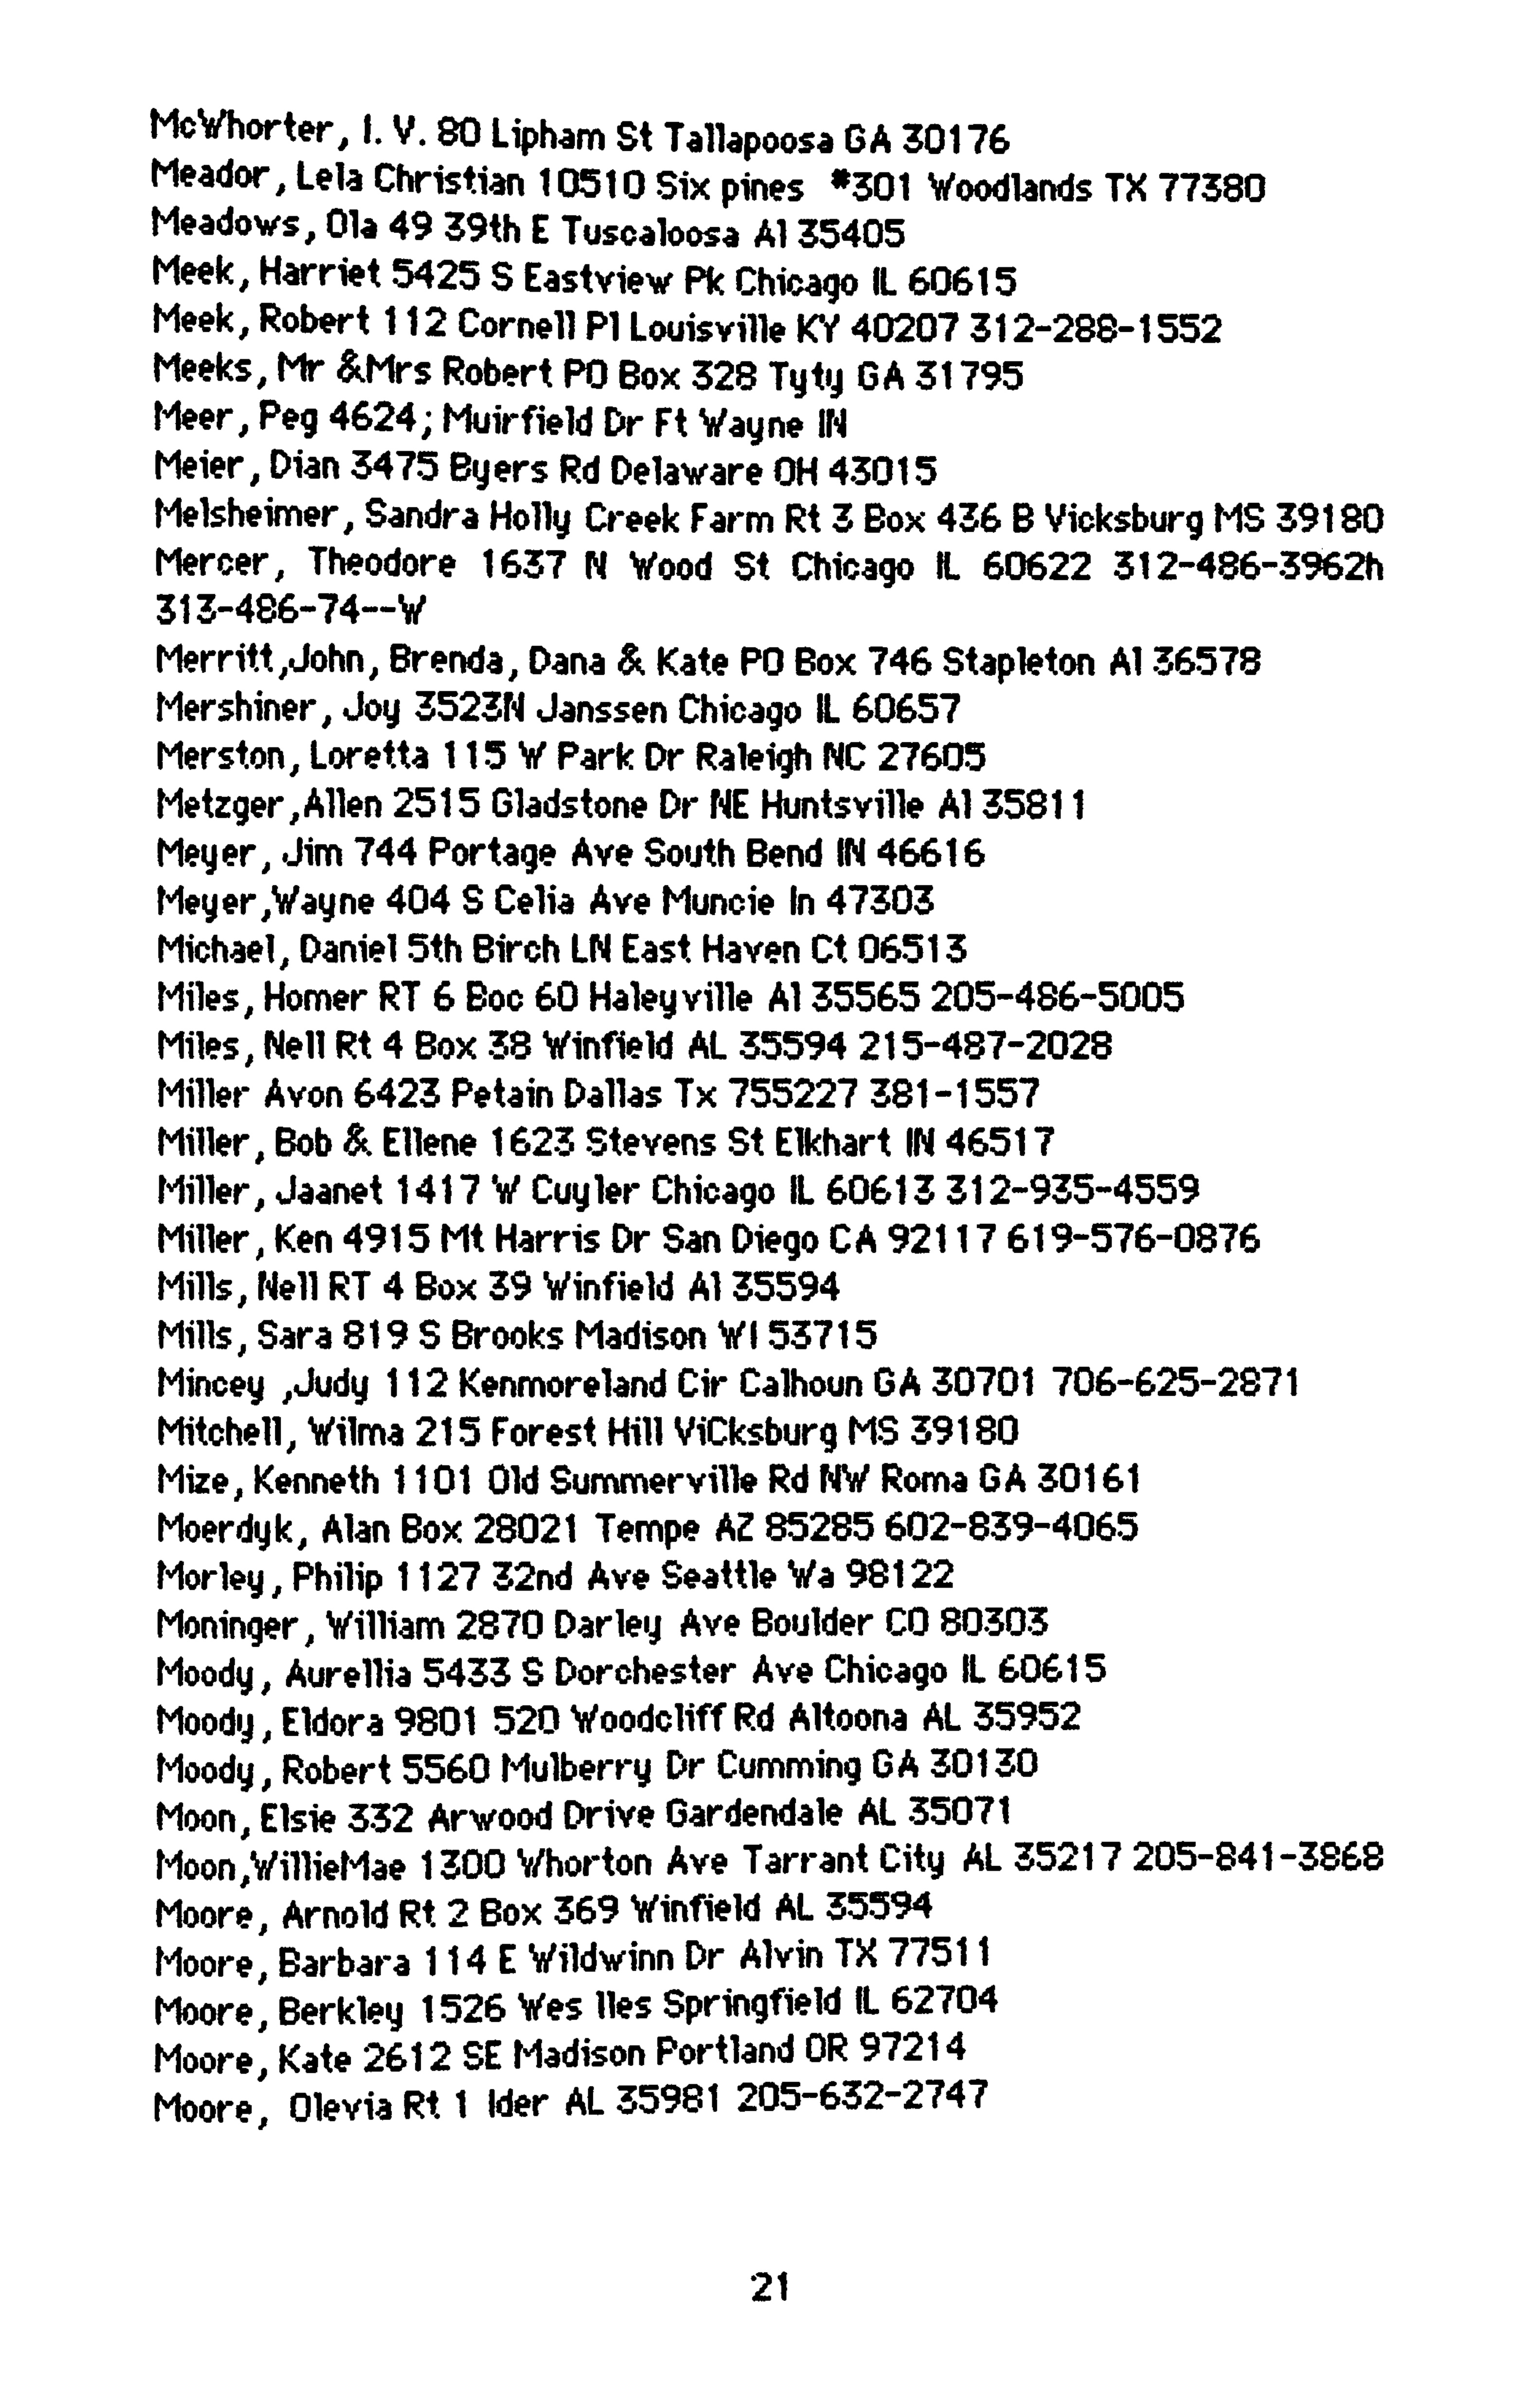 McWhorter, I. V. 80 Lipham St Tallapoosa GA 30176
Meador, Lela Christian 10510 Six pines #301 Woodlands TX 77380
Meadows, Ola 49 39th E Tuscaloosa Al 35405
Meek, Harriet 5425 S Eastview Pk Chicago IL 60615
Meek, Robert 112 Cornell Pl Louisville KY 40207 312-288-1552
Meeks, Mr &Mrs Robert PO Box 328 Tyty GA 31795
Meer, Peg 4624; Muirfield Dr Ft Wayne IN
Meier, Dian 3475 Byers Rd Delaware OH 43015
Melsheimer, Sandra Holly Creek Farm Rt 3 Box 436 B Vicksburg MS 39180
Mercer, Theodore 1637 N Wood St Chicago IL 60622 312-486-3962h
313-486-74--W
Merritt,John, Brenda, Dana & Kate PO Box 746 Stapleton Al 36578
Mershiner, Joy 3523N Janssen Chicago IL 60657
Merston, Loretta 115 W Park Dr Raleigh NC 27605
Metzger,Allen 2515 Gladstone Dr NE Huntsville Al 35811
Meyer, Jim 744 Portage Ave South Bend IN 46616
Meyer,Wayne 404 S Celia Ave Muncie In 47303
Michael, Daniel 5th Birch LN East Haven Ct 06513
Miles, Homer RT 6 Boc 60 Haleyville Al 35565 205-486-5005
Miles, Nell Rt 4 Box 38 Winfield AL 35594 215-487-2028
Miller Avon 6423 Petain Dallas Tx 755227 381-1557
Miller, Bob & Ellene 1623 Stevens St Elkhart IN 46517
Miller, Jaanet 1417 W Cuyler Chicago IL 60613 312-935-4559
Miller, Ken 4915 Mt Harris Dr San Diego CA 92117 619-576-0876
Mills, Nell RT 4 Box 39 Winfield Al 35594
Mills, Sara 819 S Brooks Madison WI 53715
Mincey ,Judy 112 Kenmoreland Cir Calhoun GA 30701 706-625-2871
Mitchell, Wilma 215 Forest Hill ViCksburg MS 39180
Mize, Kenneth 1101 Old Summerville Rd NW Roma GA 30161
Moerdyk, Alan Box 28021 Tempe AZ 85285 602-839-4065
Morley, Philip 1127 32nd Ave Seattle Wa 98122
Moninger, William 2870 Darley Ave Boulder CO 80303
Moody, Aurellia 5433 S Dorchester Ave Chicago IL 60615
Moody, Eldora 9801 520 Woodcliff Rd Altoona AL 35952
Moody, Robert 5560 Mulberry Dr Cumming GA 30130
Moon, Elsie 332 Arwood Drive Gardendale AL 35071
Moon,WillieMae 1300 Whorton Ave Tarrant City AL 35217 205-841-3868
Moore, Arnold Rt 2 Box 369 Winfield AL 35594
Moore, Barbara 114 E Wildwinn Dr Alvin TX 77511
Moore, Berkley 1526 Wes Iles Springfield IL 62704
Moore, Kate 2612 SE Madison Portland OR 97214
Moore, Olevia Rt 1 Ider AL 35981 205-632-2747
21